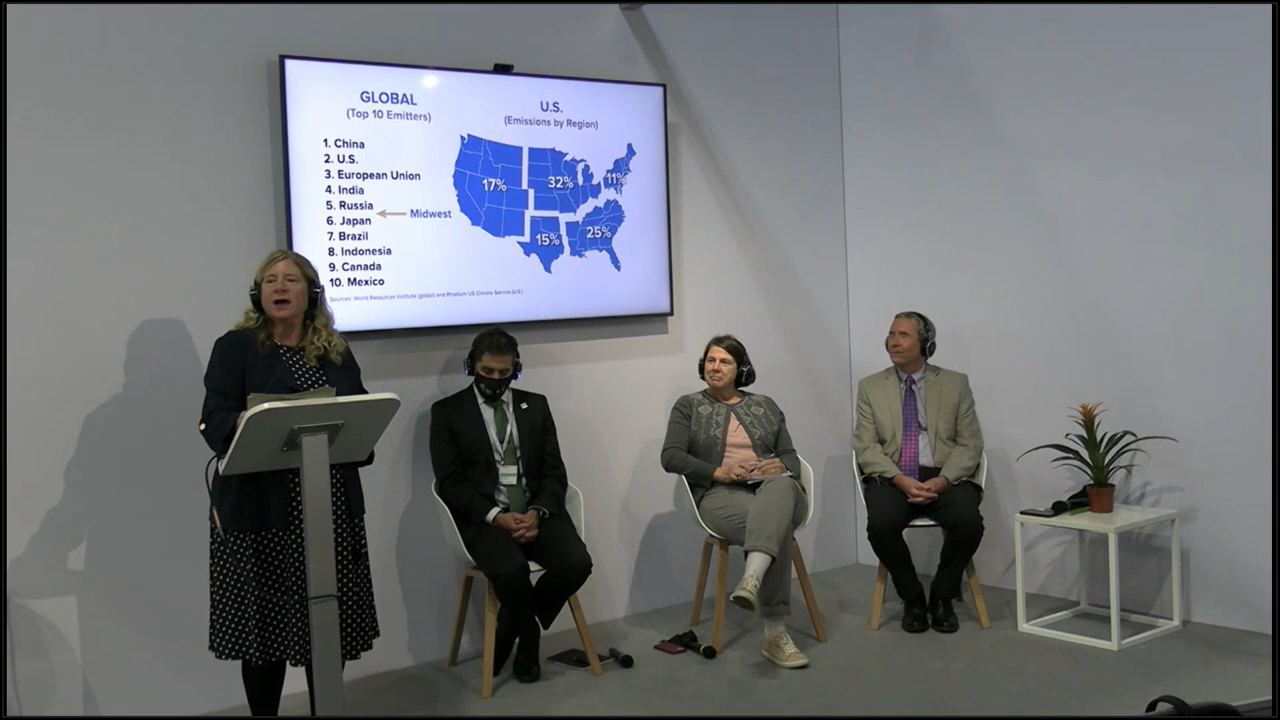 GLOBAL
(Top 10 Emitters)
1. China
2. U.S.
3. European Union
4. India
5. Russia
6. Japan
7. Brazil
8. Indonesia
9. Canada
10. Mexico
Midwest
U.S.
(Emissions by Region)
17%
32%
11%
15%
25%
Sources: World Resources Institute (global) and Rhodium US Climate Service (U.S.)